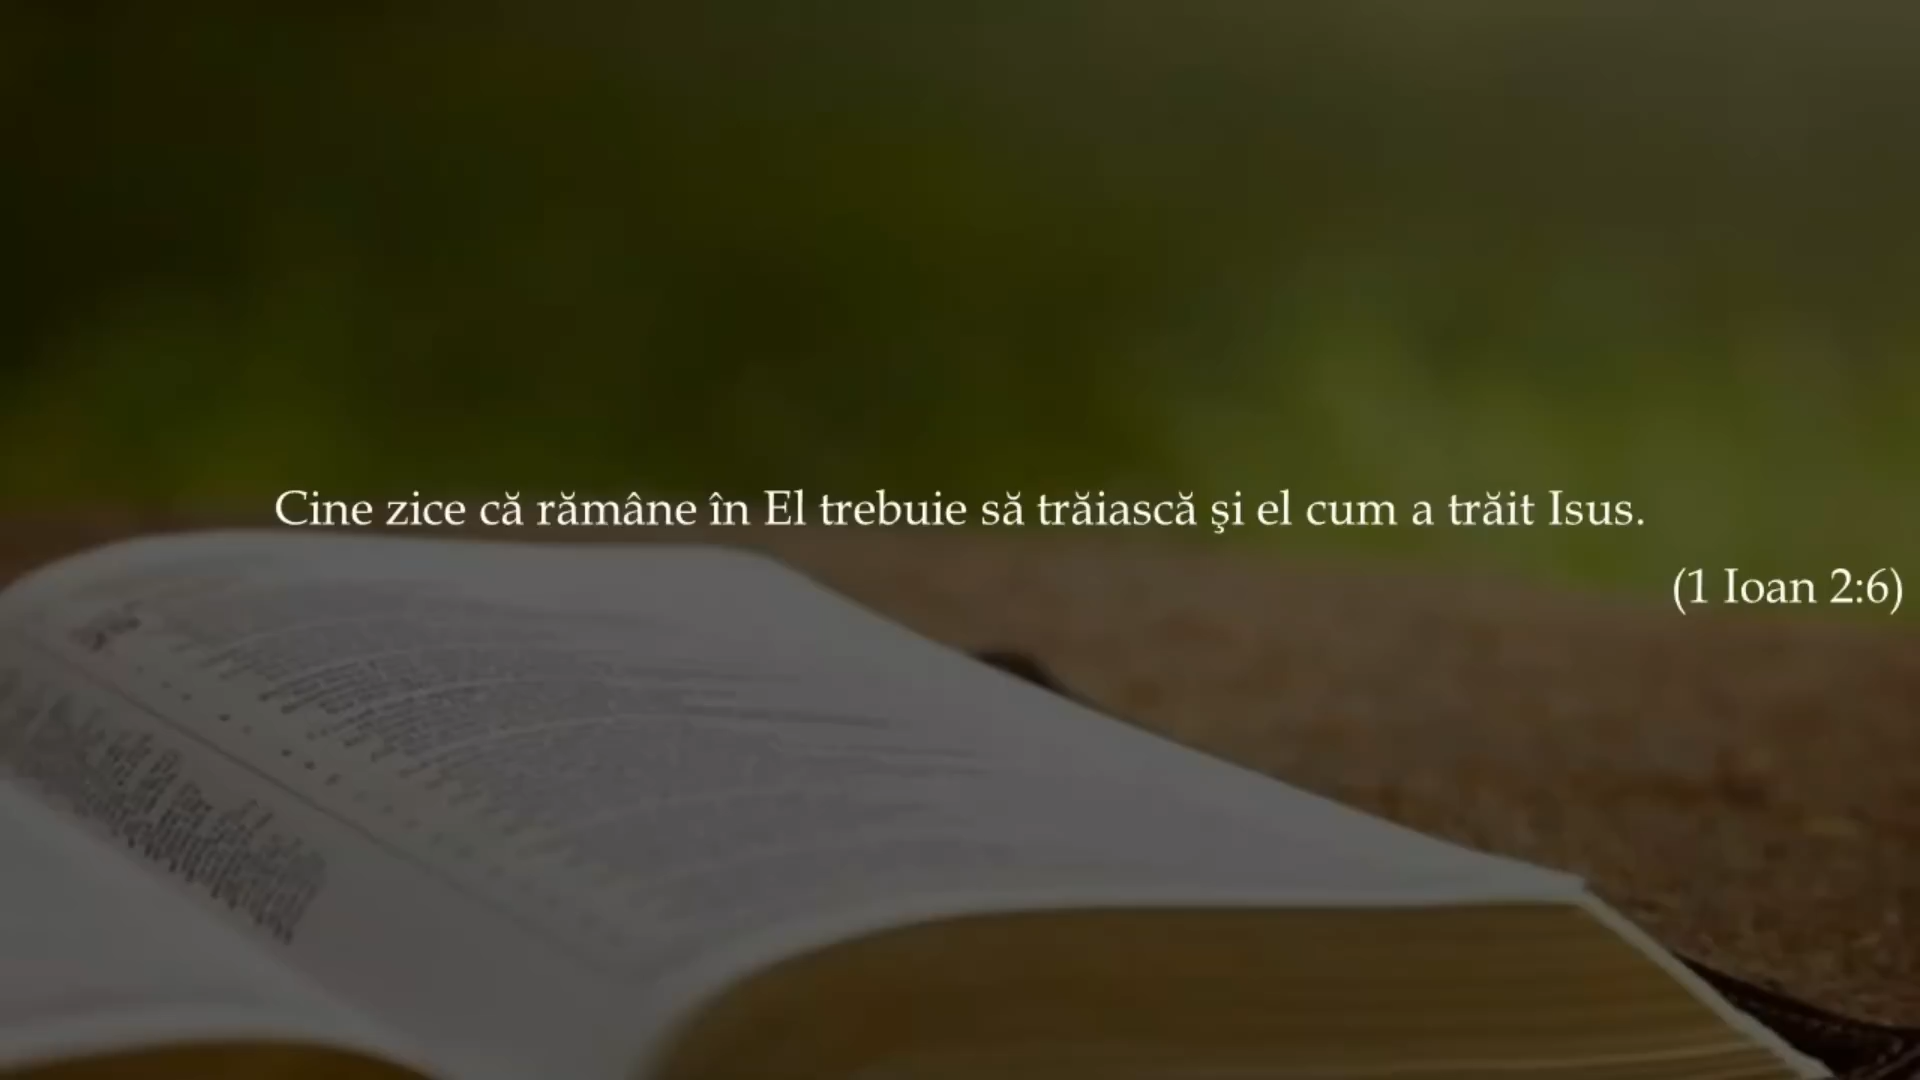 Cine zice că rămâne în El trebuie să trăiască şi el cum a trăit Isus.
(1 Ioan 2:6)